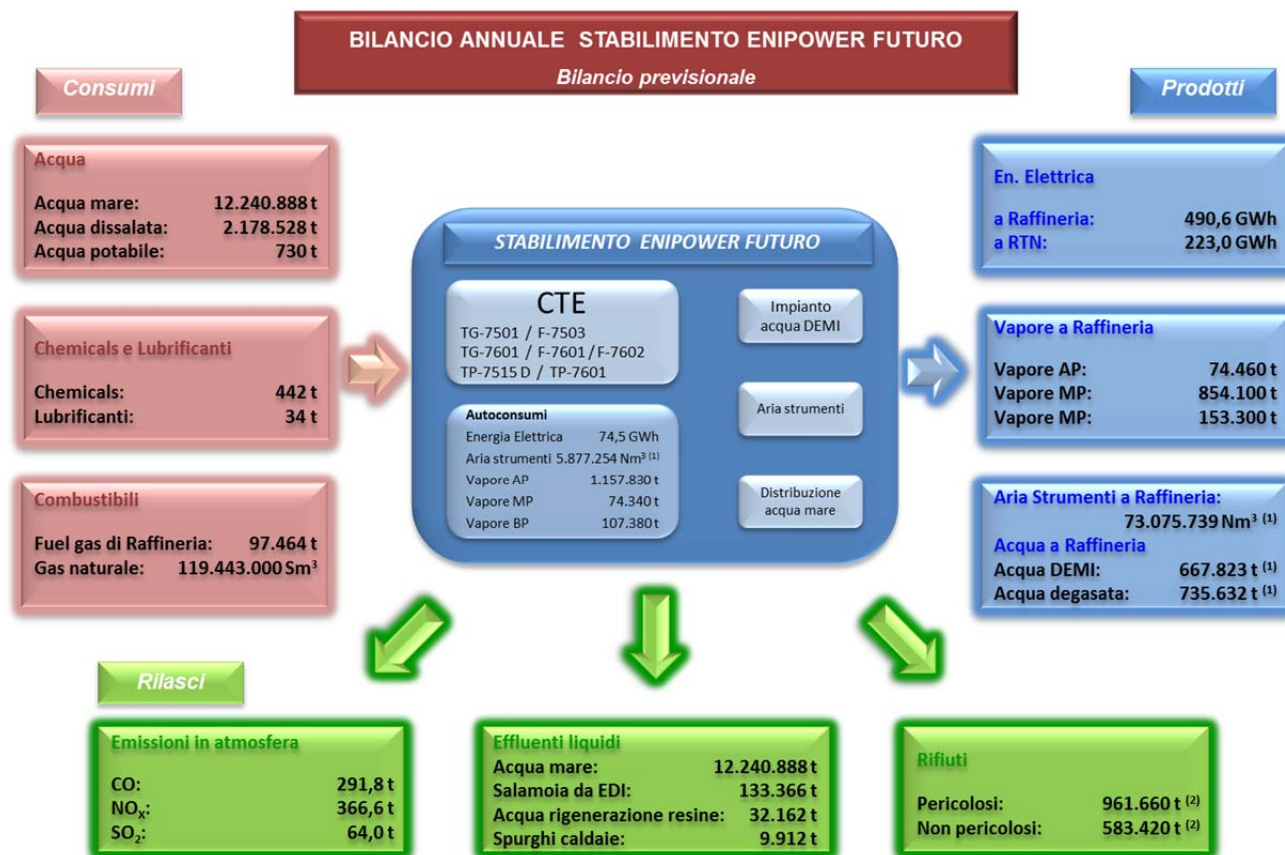 BILANCIO ANNUALE STABILIMENTO ENIPOWER FUTURO
Bilancio previsionale
Consumi
Prodotti
Acqua
Acqua mare: 12.240.888 t
Acqua dissalata: 2.178.528 t
Acqua potabile: 730 t
Chemicals e Lubrificanti
Chemicals: 442 t
Lubrificanti: 34 t
Combustibili
Fuel gas di Raffineria: 97.464 t
Gas naturale: 119.443.000 Sm³
STABILIMENTO ENIPOWER FUTURO
CTE
TG-7501 / F-7503
TG-7601 / F-7601 / F-7602
TP-7515 D / TP-7601
Autoconsumi
Energia Elettrica 74,5 GWh
Aria strumenti 5.877.254 Nm³ (1)
Vapore AP 1.157.830 t
Vapore MP 74.340 t
Vapore BP 107.380 t
Impianto
acqua DEMI
Aria strumenti
Distribuzione
acqua mare
En. Elettrica
a Raffineria: 490,6 GWh
a RTN: 223,0 GWh
Vapore a Raffineria
Vapore AP: 74.460 t
Vapore MP: 854.100 t
Vapore MP: 153.300 t
Aria Strumenti a Raffineria:
73.075.739 Nm³ (1)
Acqua a Raffineria
Acqua DEMI: 667.823 t (1)
Acqua degasata: 735.632 t (1)
Rilasci
Emissioni in atmosfera
CO: 291,8 t
NOX: 366,6 t
SO2: 64,0 t
Effluenti liquidi
Acqua mare: 12.240.888 t
Salamoia da EDI: 133.366 t
Acqua rigenerazione resine: 32.162 t
Spurghi caldaie: 9.912 t
Rifiuti
Pericolosi: 961.660 t (2)
Non pericolosi: 583.420 t (2)